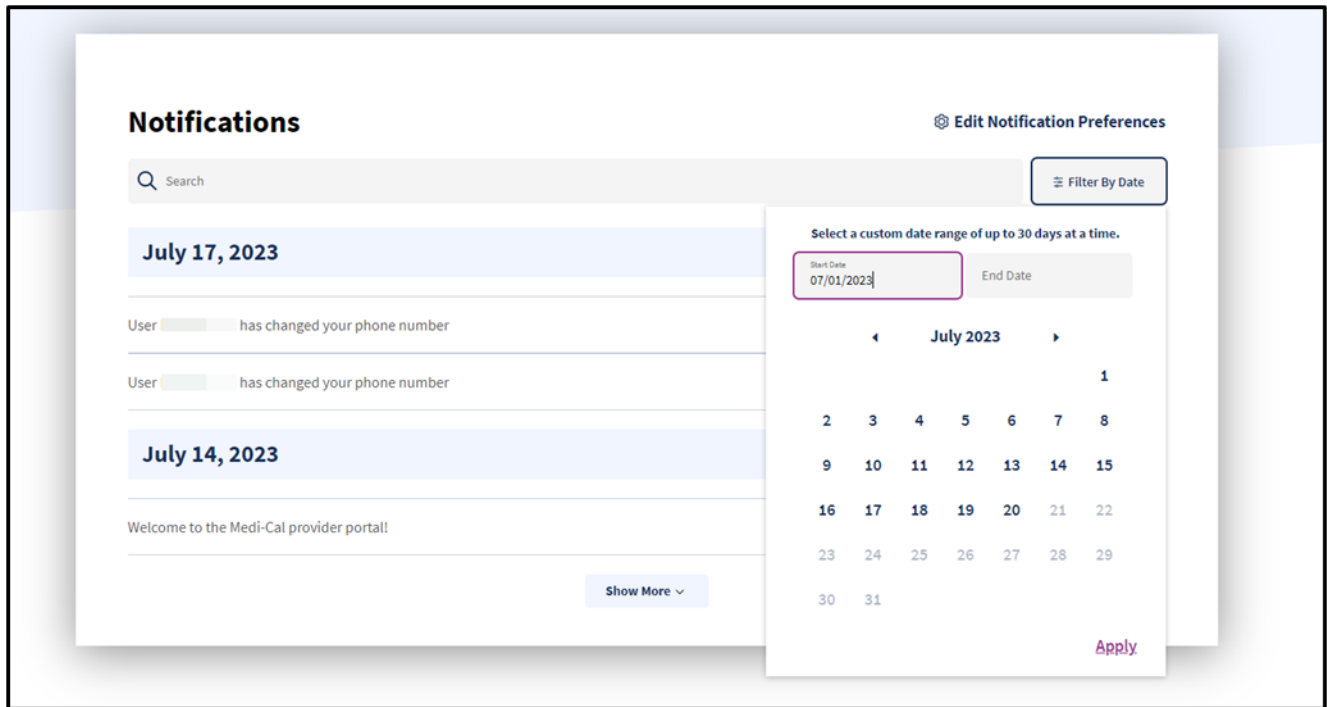 Notifications
Edit Notification Preferences
Search
Filter By Date
July 17, 2023
User has changed your phone number
User has changed your phone number
July 14, 2023
Welcome to the Medi-Cal provider portal!
Show More
Select a custom date range of up to 30 days at a time.
Start Date
07/01/2023
End Date
July 2023
1
2 3 4 5 6 7 8
9 10 11 12 13 14 15
16 17 18 19 20 21 22
23 24 25 26 27 28 29
30 31
Apply